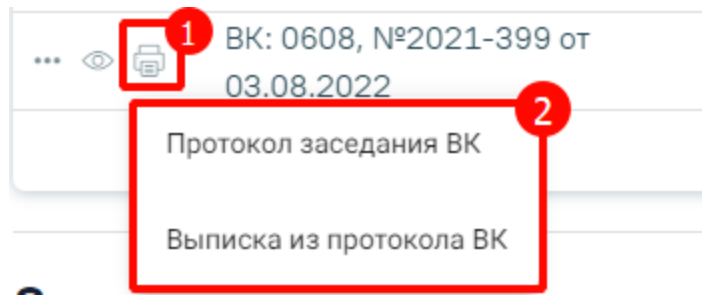 1
ВК: 0608, №2021-399 от
03.08.2022
2
Протокол заседания ВК
Выписка из протокола ВК